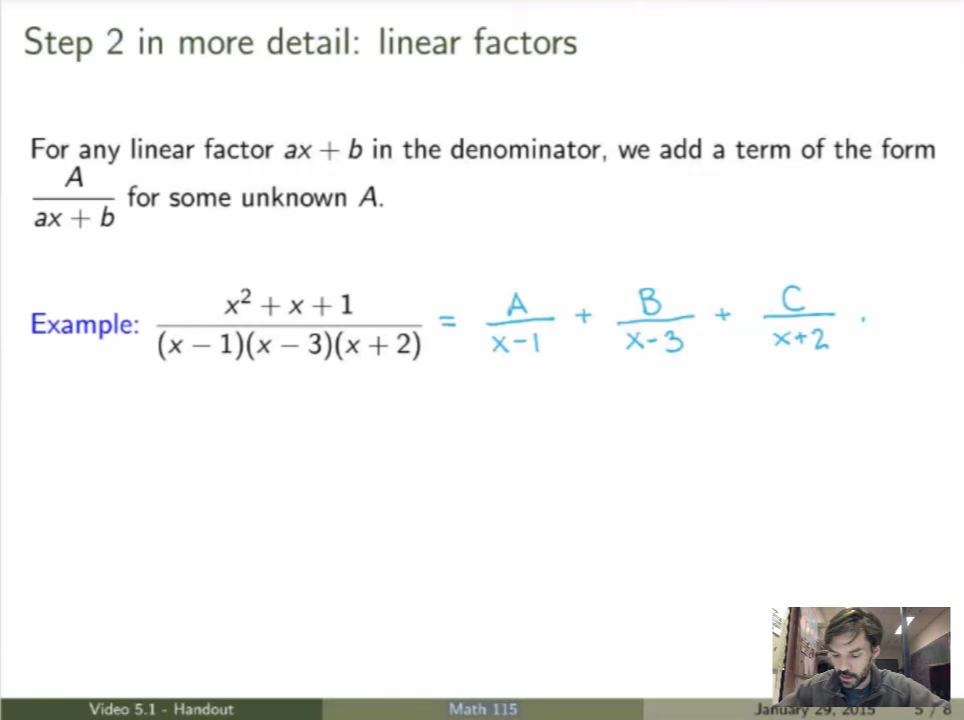 Step 2 in more detail: linear factors
For any linear factor ax + b in the denominator, we add a term of the form
A / (ax + b) for some unknown A.
Example: (x² + x + 1) / ((x − 1)(x − 3)(x + 2)) = A / (x−1) + B / (x−3) + C / (x+2) .
Video 5.1 - Handout Math 115 January 29, 2015 5 / 8